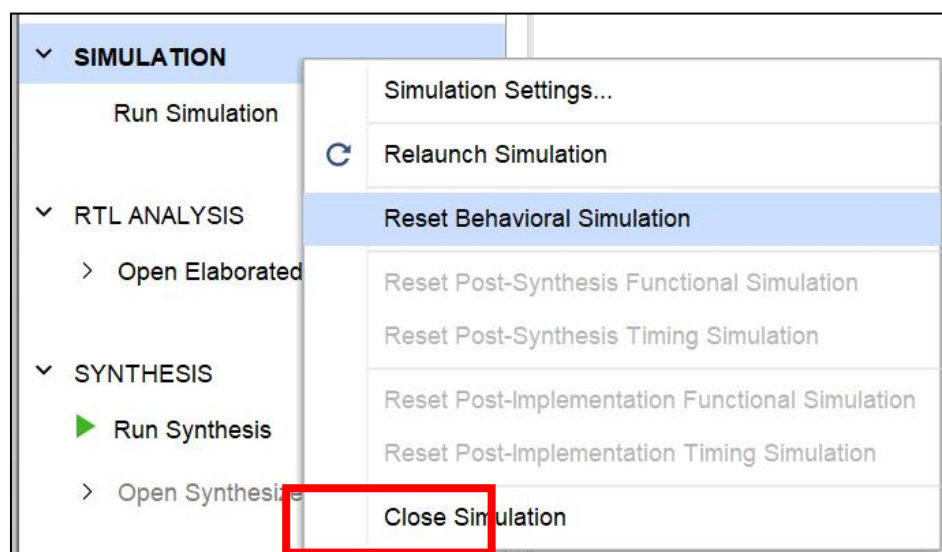 SIMULATION
Run Simulation
RTL ANALYSIS
Open Elaborated
SYNTHESIS
Run Synthesis
Open Synthesize
Simulation Settings...
Relaunch Simulation
Reset Behavioral Simulation
Reset Post-Synthesis Functional Simulation
Reset Post-Synthesis Timing Simulation
Reset Post-Implementation Functional Simulation
Reset Post-Implementation Timing Simulation
Close Simulation